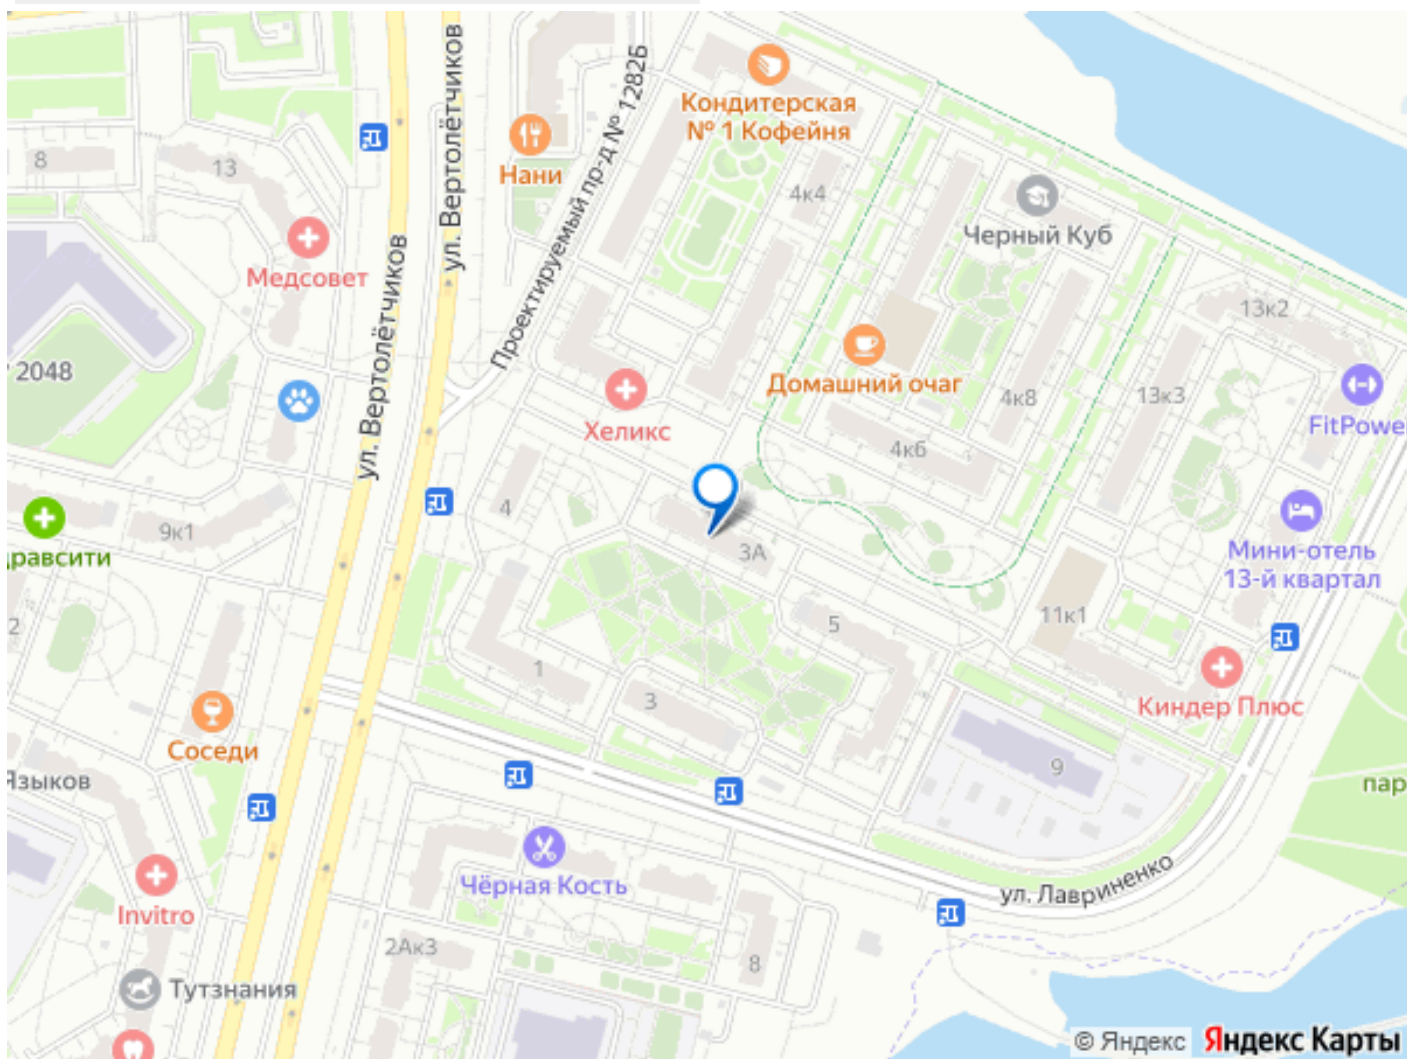 ул. Вертолётчиков
Проектируемый пр-д № 1282Б
Кондитерская
№ 1 Кофейня
Нани
8
13
4к4
Черный Куб
Медсовет
ул. Вертолётчиков
13к2
2048
Домашний очаг
4к8
13к3
Хеликс
FitPowe
4к6
4
9к1
дравсити
3А
Мини-отель
13-й квартал
11к1
2
5
1
3
Киндер Плюс
Соседи
Языков
9
пар
Чёрная Кость
ул. Лавриненко
Invitro
2Ак3
8
Тутзнания
© Яндекс Яндекс Карты